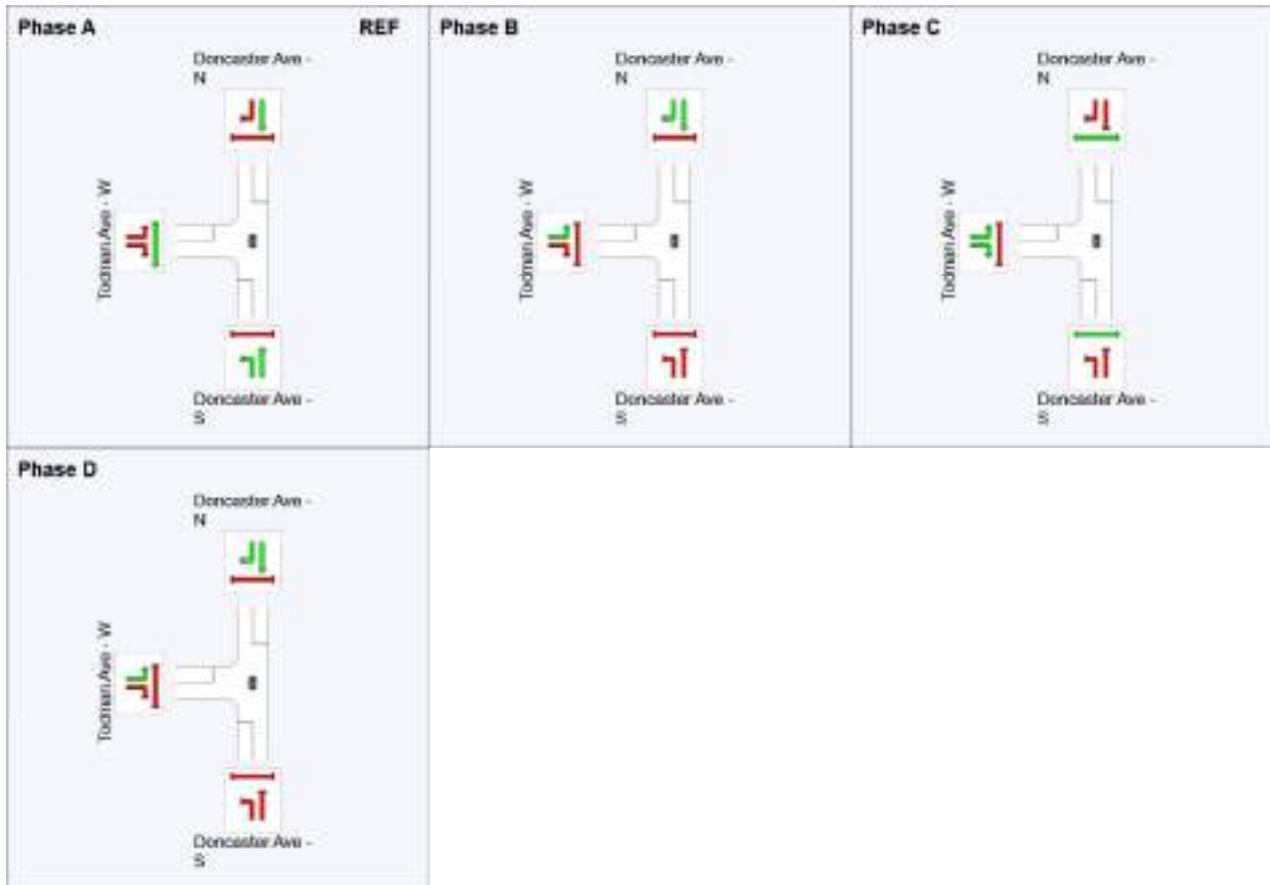 Phase A
REF
Doncaster Ave -
N
Todman Ave - W
Doncaster Ave -
S
Phase B
Doncaster Ave -
N
Todman Ave - W
Doncaster Ave -
S
Phase C
Doncaster Ave -
N
Todman Ave - W
Doncaster Ave -
S
Phase D
Doncaster Ave -
N
Todman Ave - W
Doncaster Ave -
S